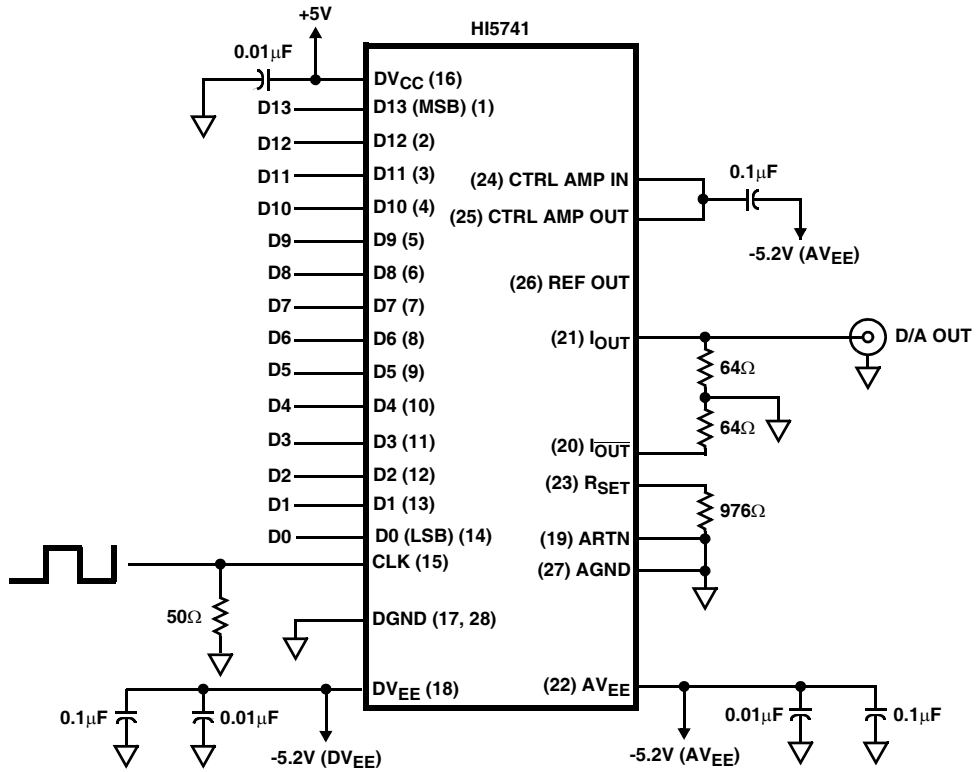 +5V
HI5741
0.01μF
DVCC (16)
D13 D13 (MSB) (1)
D12 D12 (2)
D11 D11 (3)
D10 D10 (4)
D9 D9 (5)
D8 D8 (6)
D7 D7 (7)
D6 D6 (8)
D5 D5 (9)
D4 D4 (10)
D3 D3 (11)
D2 D2 (12)
D1 D1 (13)
D0 D0 (LSB) (14)
CLK (15)
50Ω
DGND (17, 28)
DVEE (18)
0.1μF
0.01μF
-5.2V (DVEE)
(24) CTRL AMP IN
0.1μF
(25) CTRL AMP OUT
-5.2V (AVEE)
(26) REF OUT
(21) IOUT
D/A OUT
64Ω
64Ω
(20) I̅O̅U̅T̅
(23) RSET
976Ω
(19) ARTN
(27) AGND
(22) AVEE
0.01μF
0.1μF
-5.2V (AVEE)